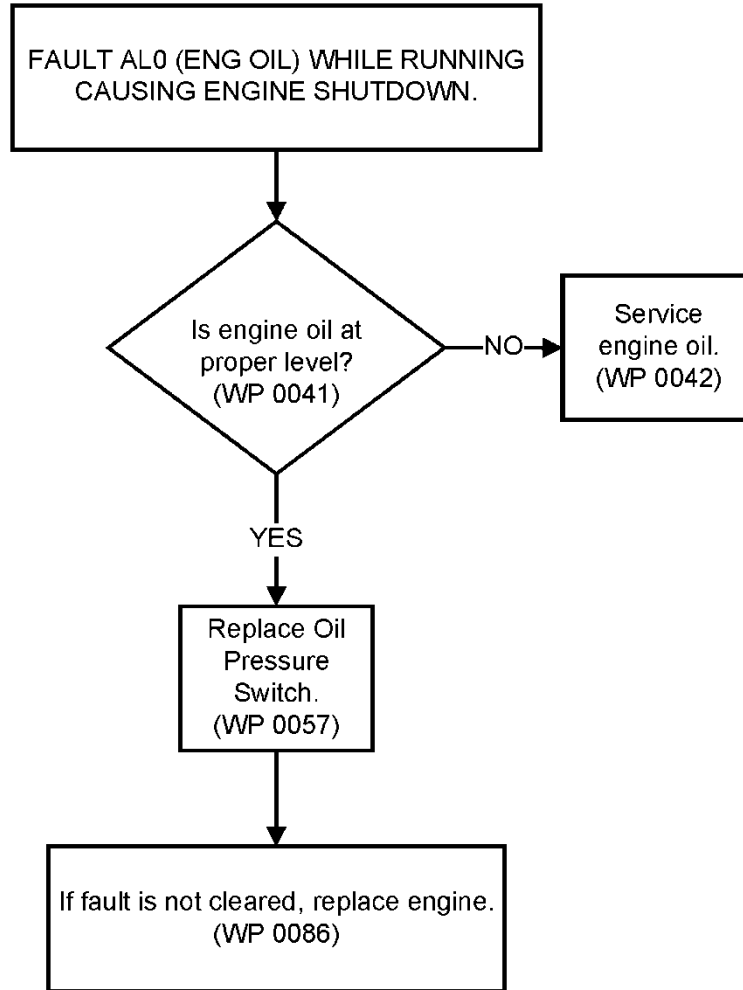 FAULT AL0 (ENG OIL) WHILE RUNNING
CAUSING ENGINE SHUTDOWN.
Is engine oil at
proper level?
(WP 0041)
NO
Service
engine oil.
(WP 0042)
YES
Replace Oil
Pressure
Switch.
(WP 0057)
If fault is not cleared, replace engine.
(WP 0086)